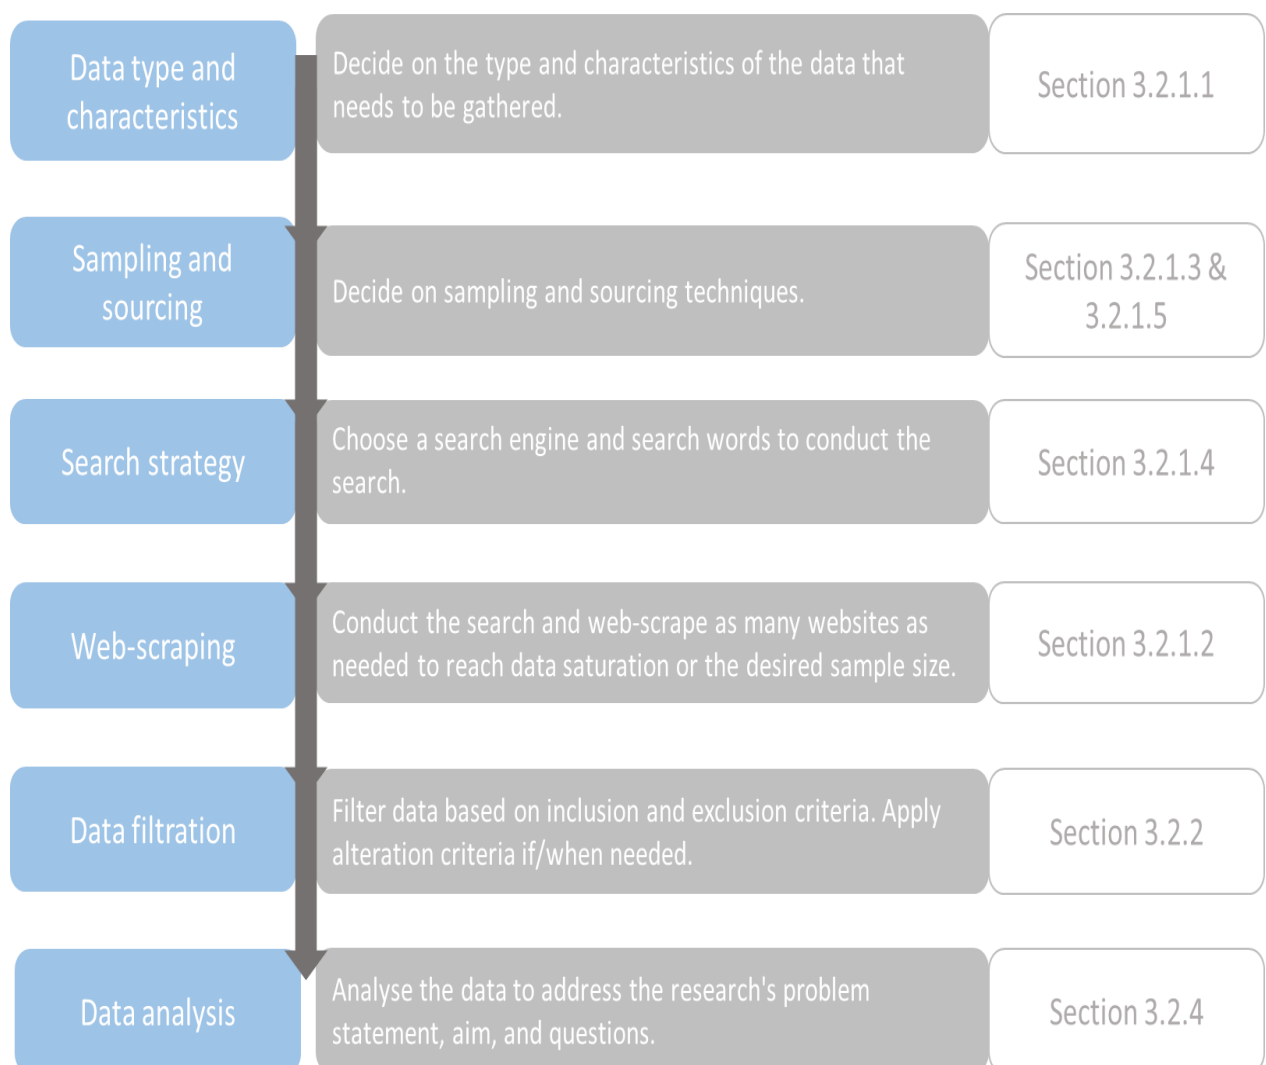 Data type and
characteristics
Decide on the type and characteristics of the data that
needs to be gathered.
Section 3.2.1.1
Sampling and
sourcing
Decide on sampling and sourcing techniques.
Section 3.2.1.3 &
3.2.1.5
Search strategy
Choose a search engine and search words to conduct the
search.
Section 3.2.1.4
Web-scraping
Conduct the search and web-scrape as many websites as
needed to reach data saturation or the desired sample size.
Section 3.2.1.2
Data filtration
Filter data based on inclusion and exclusion criteria. Apply
alteration criteria if/when needed.
Section 3.2.2
Data analysis
Analyse the data to address the research's problem
statement, aim, and questions.
Section 3.2.4